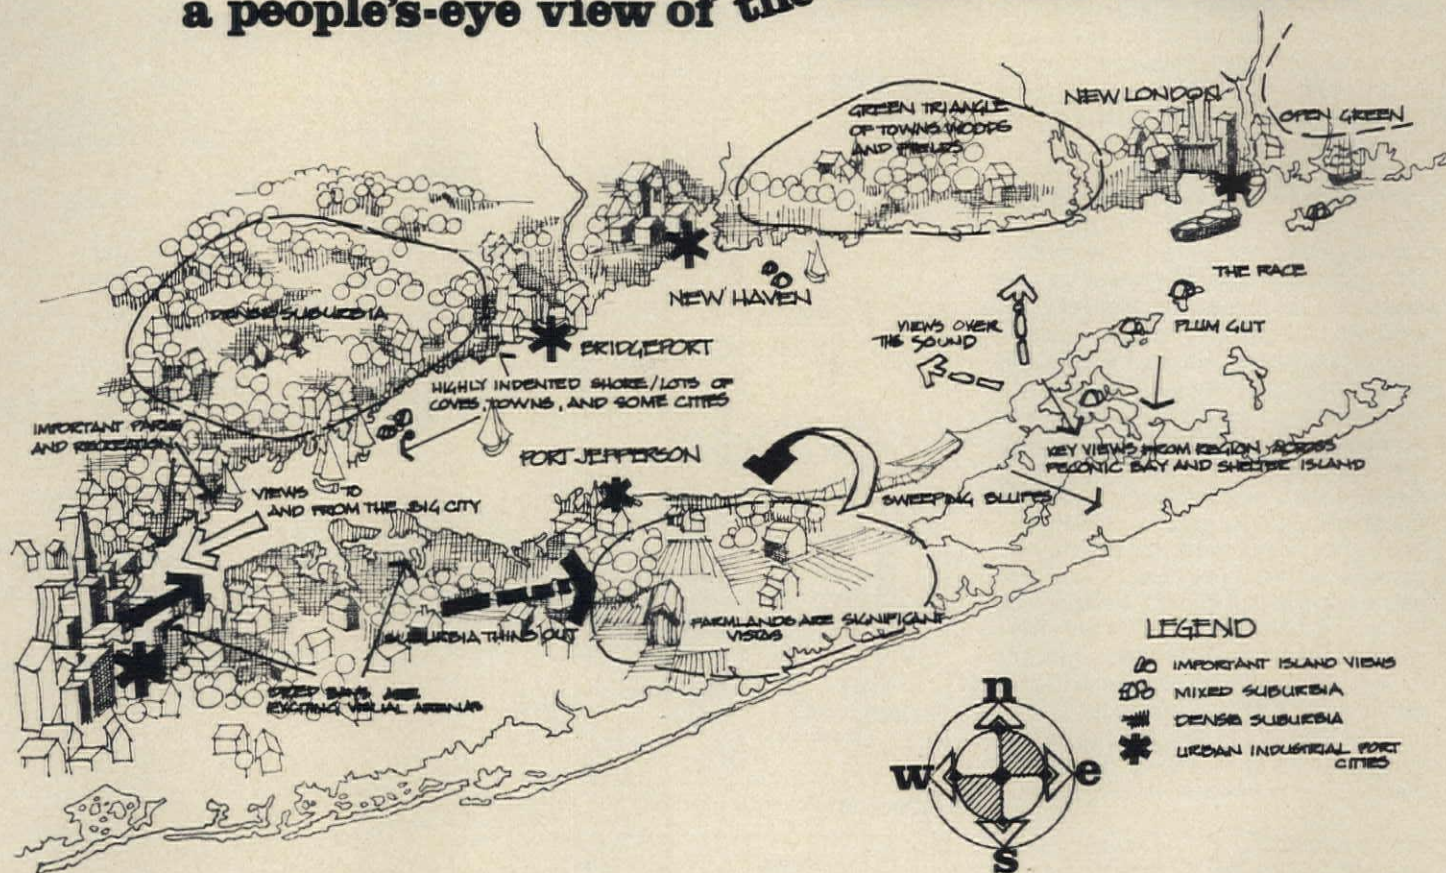 a people's-eye view of the
GREEN TRIANGLE
OF TOWNS, WOODS
AND FIELDS
NEW LONDON
OPEN GREEN
DENSE SUBURBIA
NEW HAVEN
THE RACE
VIEWS OVER
THE SOUND
PLUM GUT
BRIDGEPORT
HIGHLY INDENTED SHORE/LOTS OF
COVES, TOWNS, AND SOME CITIES
IMPORTANT PARKS
AND RECREATION
PORT JEFFERSON
KEY VIEWS FROM REGION ACROSS
PECONIC BAY AND SHELTER ISLAND
VIEWS TO
AND FROM THE BIG CITY
SWEEPING BLUFFS
SUBURBIA THINS OUT
FARMLANDS ARE SIGNIFICANT
VISTAS
DEEP BAYS ARE
EXCITING VISUAL ARENAS
LEGEND
IMPORTANT ISLAND VIEWS
MIXED SUBURBIA
DENSE SUBURBIA
URBAN INDUSTRIAL PORT
CITIES
n
w e
s